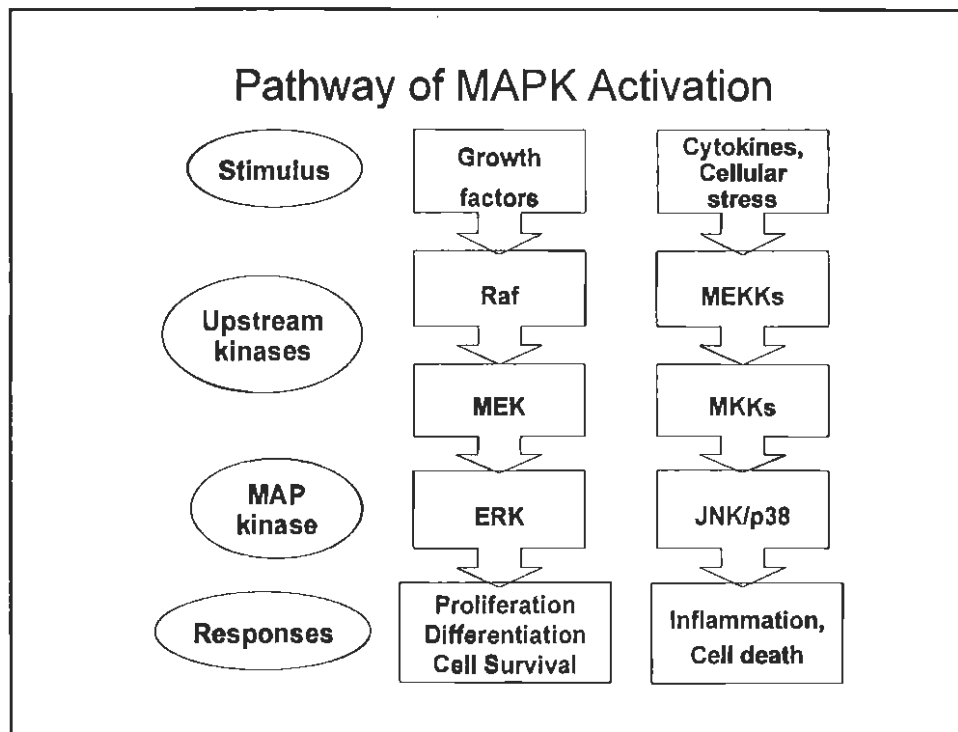 Pathway of MAPK Activation
Stimulus
Growth
factors
Cytokines,
Cellular
stress
Upstream
kinases
Raf
MEKKs
MEK
MKKs
MAP
kinase
ERK
JNK/p38
Responses
Proliferation
Differentiation
Cell Survival
Inflammation,
Cell death